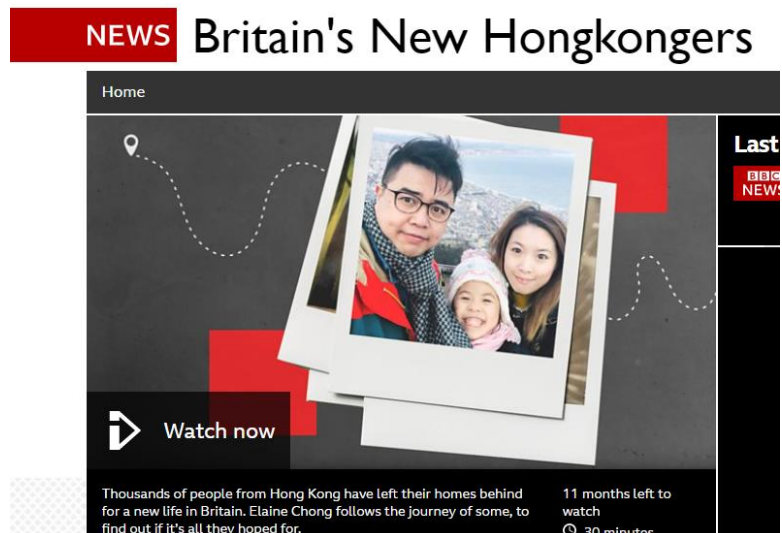 NEWS Britain's New Hongkongers
Home
Last
BBC
NEWS
Watch now
Thousands of people from Hong Kong have left their homes behind
for a new life in Britain. Elaine Chong follows the journey of some, to
find out if it's all they hoped for.
11 months left to
watch
30 minutes